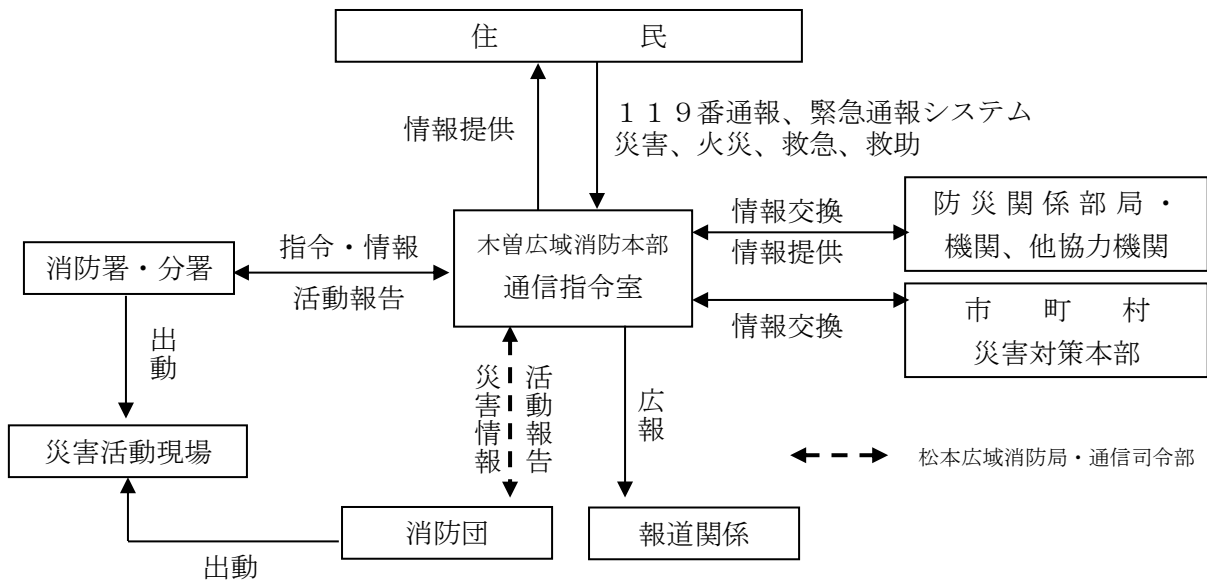 住　　　　民
情報提供
１１９番通報、緊急通報システム
災害、火災、救急、救助
防災関係部局・
機関、他協力機関
情報交換
情報提供
木曽広域消防本部
通信指令室
指令・情報
活動報告
消防署・分署
市　町　村
災害対策本部
情報交換
出動
災害情報
活動報告
広報
災害活動現場
松本広域消防局・通信司令部
消防団
報道関係
出動